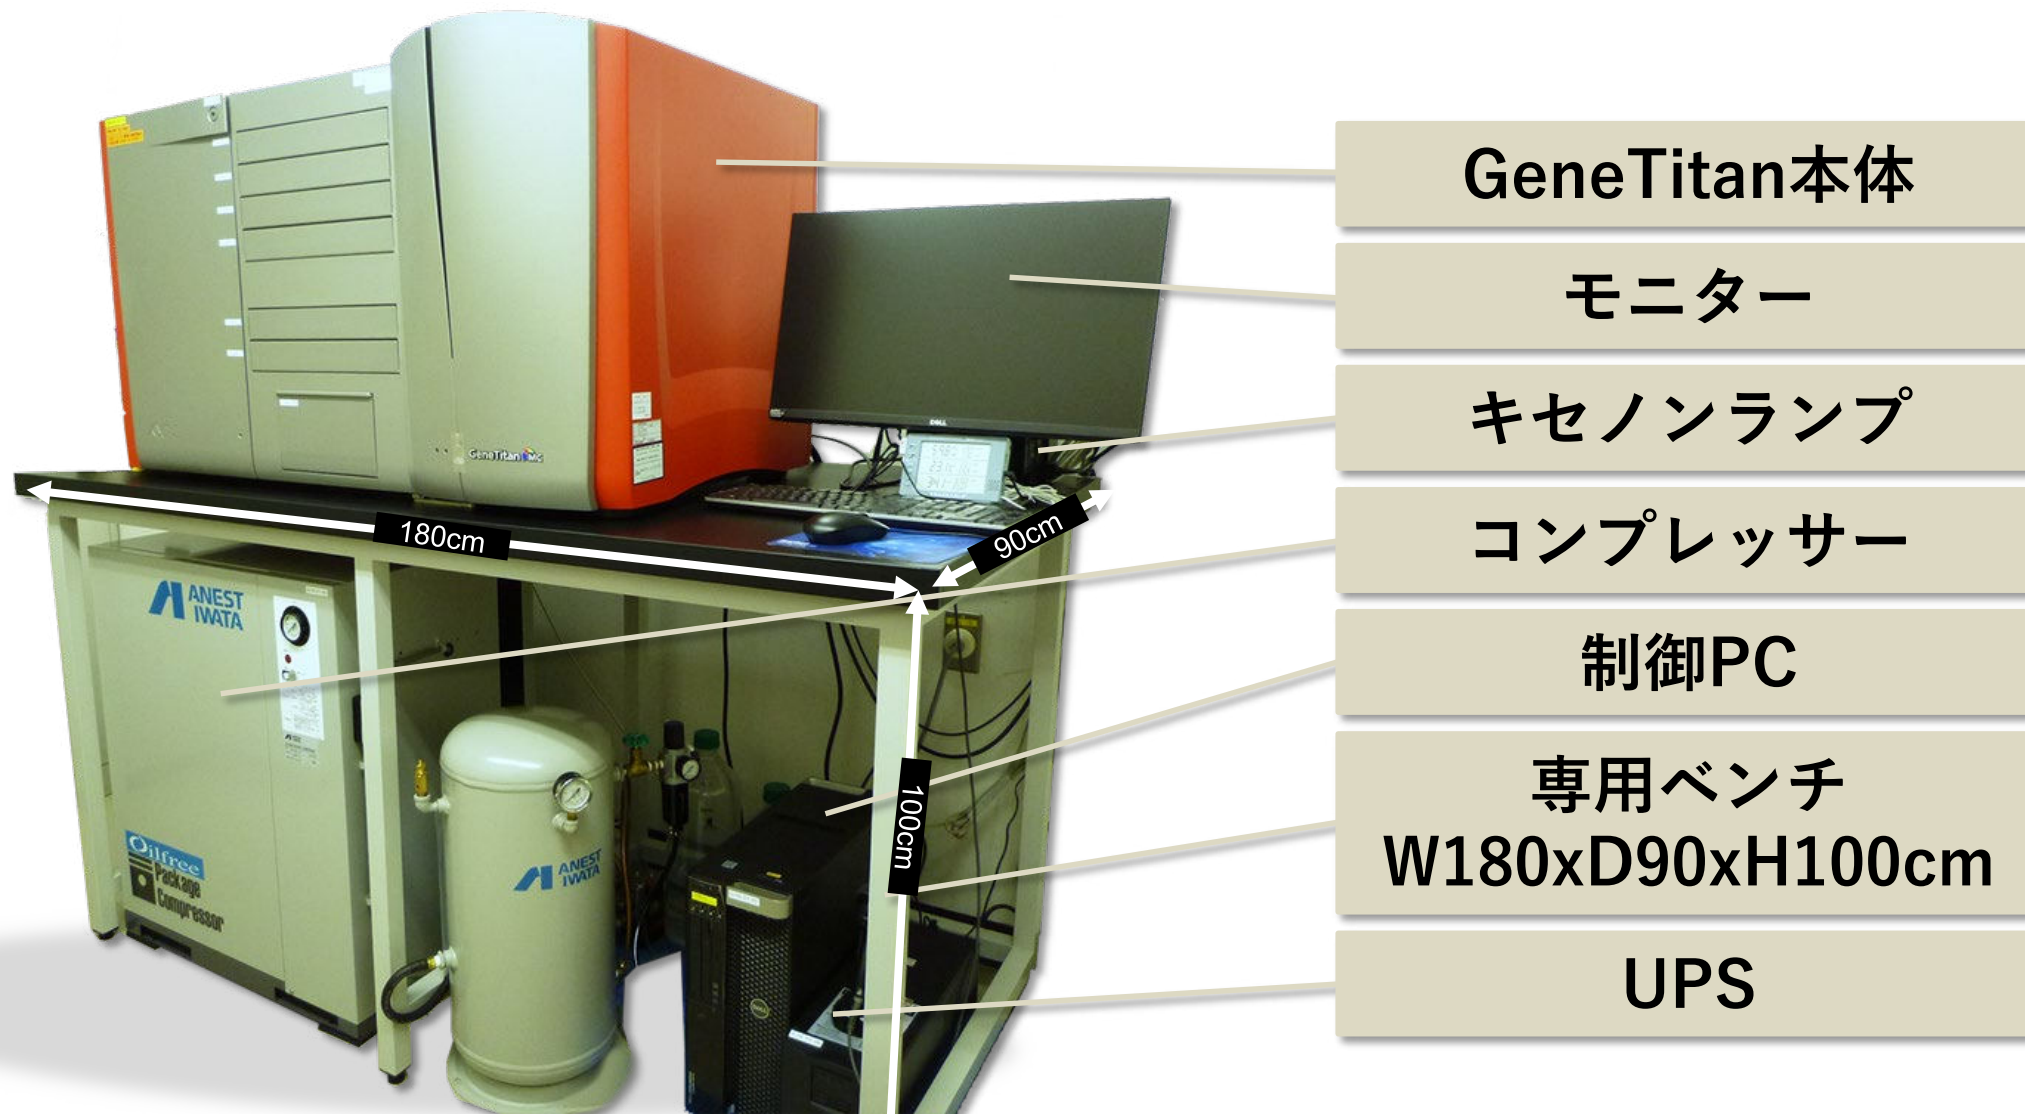 GeneTitan本体
モニター
キセノンランプ
コンプレッサー
制御PC
専用ベンチ
W180xD90xH100cm
UPS
GeneTitan MC
DELL
180cm
90cm
100cm
ANEST
IWATA
Oilfree
Package
Compressor
ANEST
IWATA